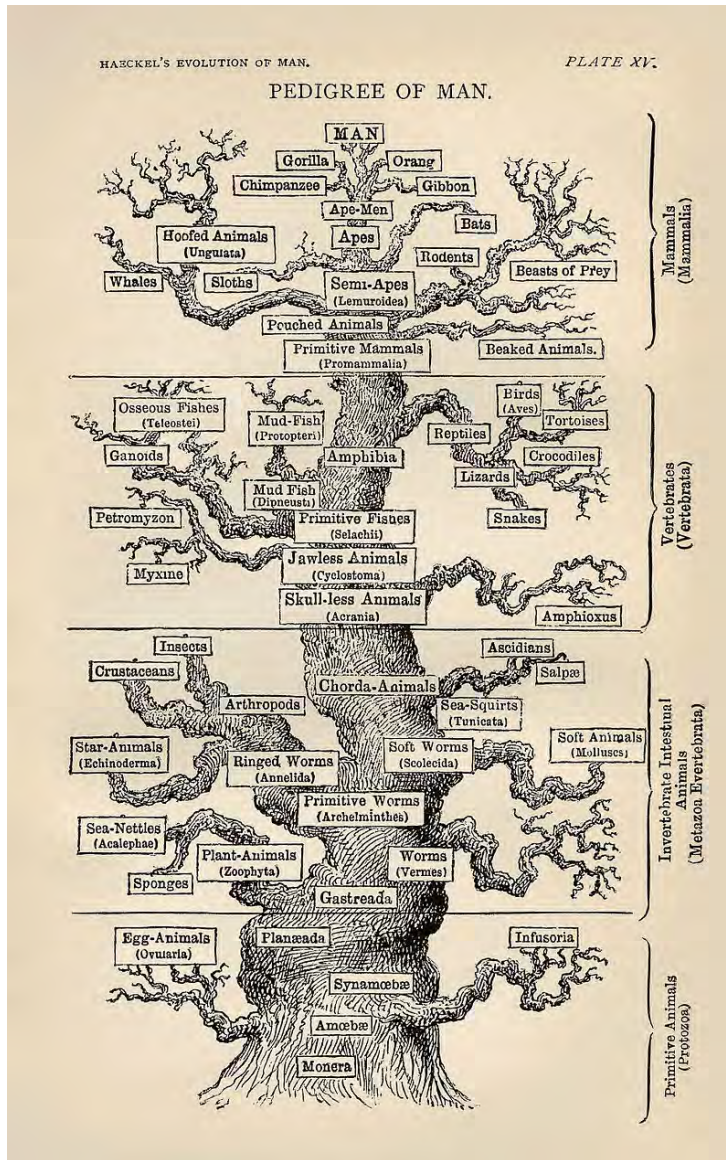 HAECKEL'S EVOLUTION OF MAN.
PLATE XV.
PEDIGREE OF MAN.
MAN
Gorilla
Orang
Chimpanzee
Gibbon
Ape-Men
Bats
Hoofed Animals
(Ungulata)
Apes
Rodents
Whales
Sloths
Semi-Apes
(Lemuroidea)
Beasts of Prey
Pouched Animals
Primitive Mammals
(Promammalia)
Beaked Animals.
Mammals
(Mammalia)
Osseous Fishes
(Teleostei)
Mud-Fish
(Protopteri)
Birds
(Aves)
Tortoises
Reptiles
Ganoids
Amphibia
Crocodiles
Lizards
Mud Fish
(Dipneusti)
Petromyzon
Primitive Fishes
(Selachii)
Snakes
Jawless Animals
(Cyclostoma)
Myxine
Skull-less Animals
(Acrania)
Amphioxus
Vertebrates
(Vertebrata)
Insects
Ascidians
Crustaceans
Salpæ
Chorda-Animals
Arthropods
Sea-Squirts
(Tunicata)
Star-Animals
(Echinoderma)
Ringed Worms
(Annelida)
Soft Worms
(Scolecida)
Soft Animals
(Molluscs)
Primitive Worms
(Archelminthes)
Sea-Nettles
(Acalephae)
Plant-Animals
(Zoophyta)
Worms
(Vermes)
Sponges
Gastreada
Invertebrate Intestinal
Animals
(Metazoa Evertebrata)
Egg-Animals
(Ovularia)
Planæada
Infusoria
Synamœbæ
Amœbæ
Monera
Primitive Animals
(Protozoa)